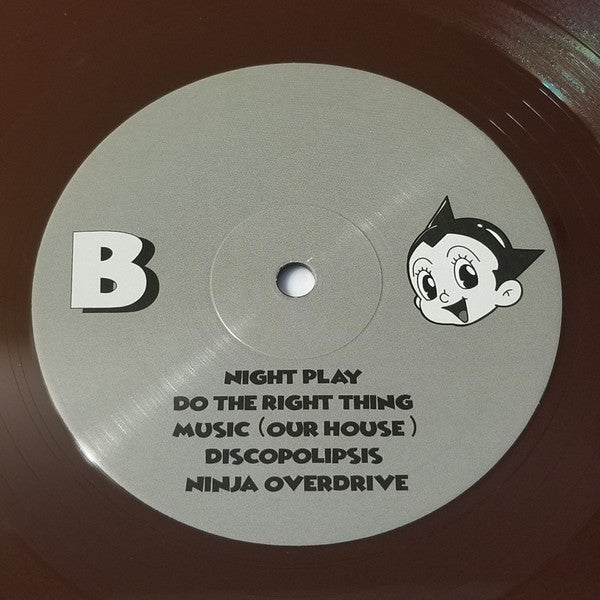 B
NIGHT PLAY
DO THE RIGHT THING
MUSIC (OUR HOUSE)
DISCOPOLIPSIS
NINJA OVERDRIVE